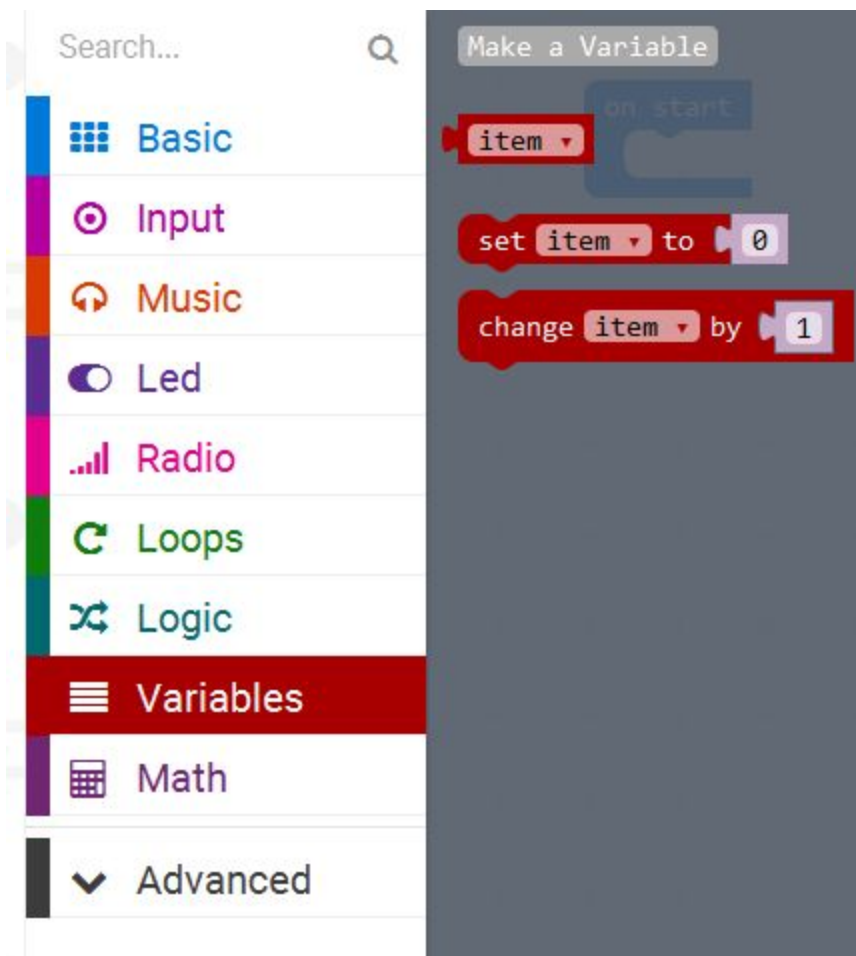 Search...
Basic
Input
Music
Led
Radio
Loops
Logic
Variables
Math
Advanced
Make a Variable
on start
item
set item to 0
change item by 1